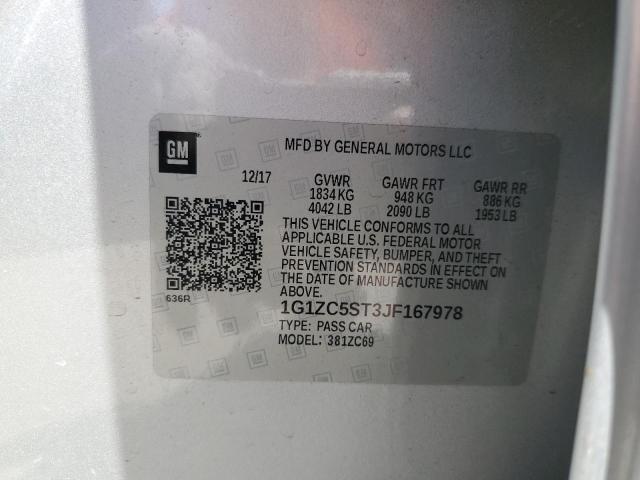 GM
MFD BY GENERAL MOTORS LLC
12/17 GVWR GAWR FRT GAWR RR
1834 KG 948 KG 886 KG
4042 LB 2090 LB 1953 LB
THIS VEHICLE CONFORMS TO ALL
APPLICABLE U.S. FEDERAL MOTOR
VEHICLE SAFETY, BUMPER, AND THEFT
PREVENTION STANDARDS IN EFFECT ON
THE DATE OF MANUFACTURE SHOWN
ABOVE.
636R
1G1ZC5ST3JF167978
TYPE: PASS CAR
MODEL: 381ZC69